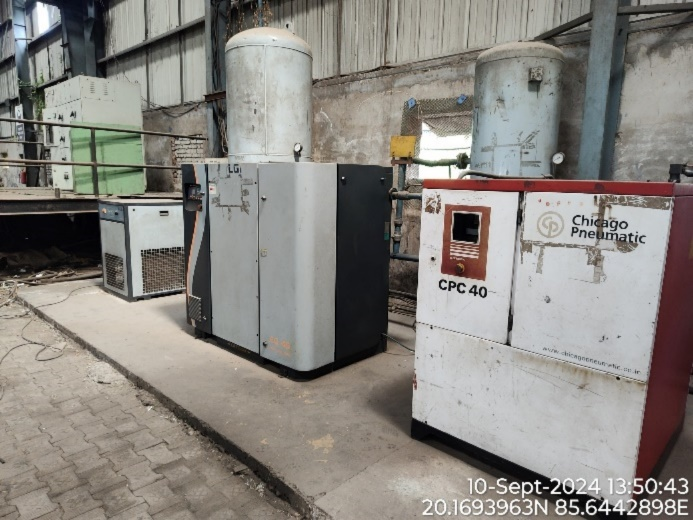 LG
CP
Chicago
Pneumatic
CPC 40
www.chicagopneumatic.co.in
10-Sept-2024 13:50:43
20.1693963N 85.6442898E